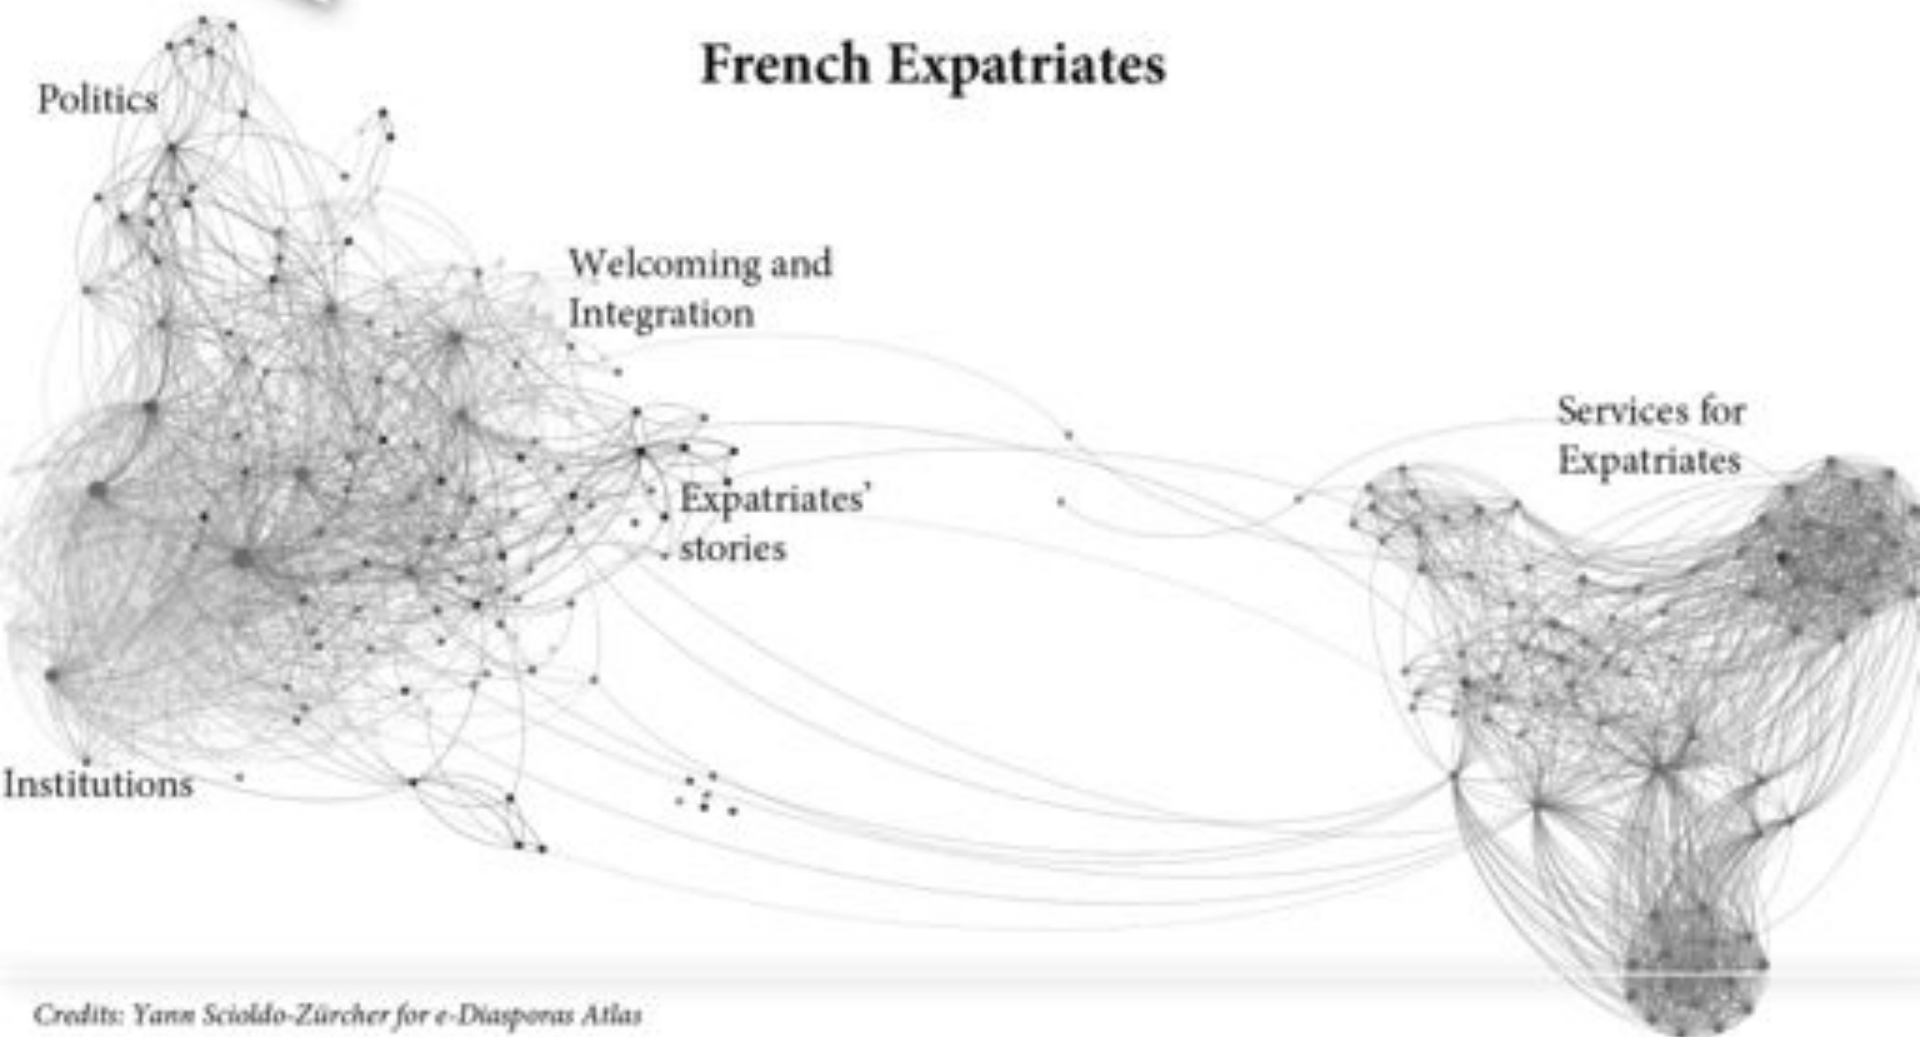 French Expatriates
Politics
Welcoming and
Integration
Services for
Expatriates
Expatriates'
stories
Institutions
Credits: Yann Scioldo-Zürcher for e-Diasporas Atlas